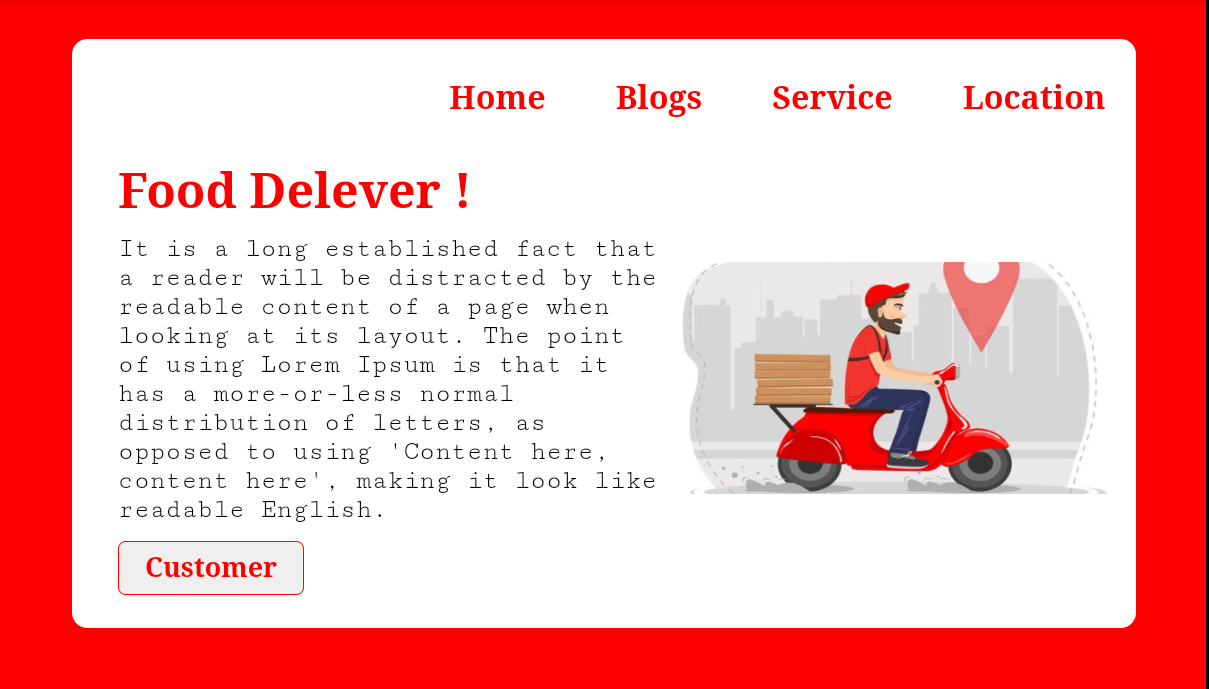 Home Blogs Service Location
Food Delever !
It is a long established fact that
a reader will be distracted by the
readable content of a page when
looking at its layout. The point
of using Lorem Ipsum is that it
has a more-or-less normal
distribution of letters, as
opposed to using 'Content here,
content here', making it look like
readable English.
Customer